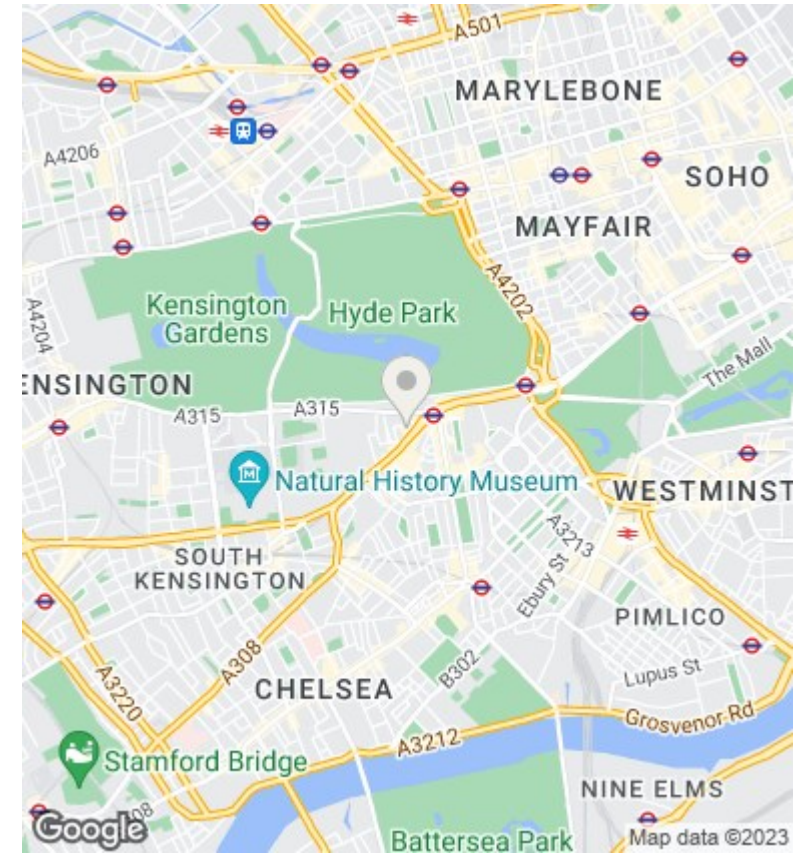 A501
MARYLEBONE
A4206
SOHO
MAYFAIR
A4202
Kensington
Gardens
Hyde Park
A4204
The Mall
ENSINGTON
A315
A315
M
Natural History Museum
WESTMINST
A3213
SOUTH
KENSINGTON
Ebury St
PIMLICO
A308
B302
Lupus St
CHELSEA
A3220
Grosvenor Rd
A3212
Stamford Bridge
NINE ELMS
08
Google
Battersea Park
Map data ©2023